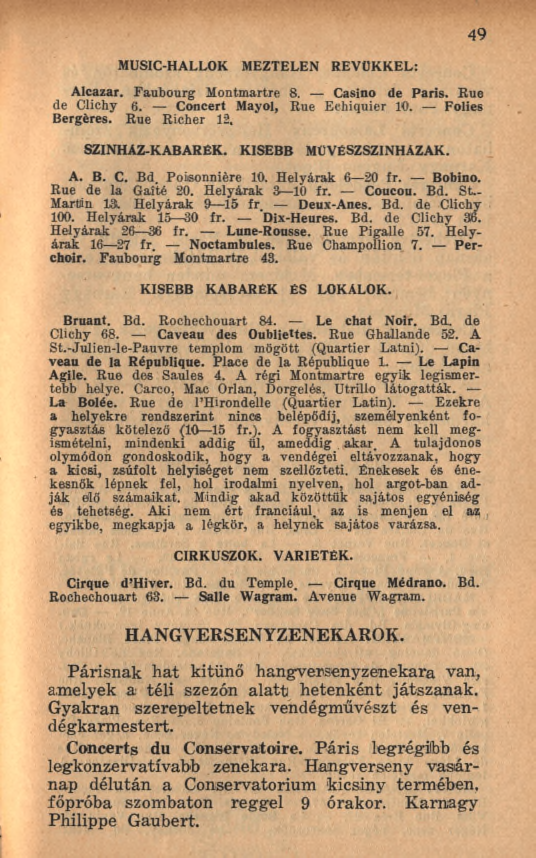 49
MUSIC-HALLOK MEZTELEN REVÜKKEL:
Alcazar. Faubourg Montmartre 8. — Casino de Paris. Rue
de Clichy 6. — Concert Mayol, Rue Echiquier 10. — Folies
Bergères. Rue Richer 12.
SZINHÁZ-KABARÉK. KISEBB MŰVÉSZSZINHÁZAK.
A. B. C. Bd. Poisonnière 10. Helyárak 6—20 fr. — Bobino.
Rue de la Gaîté 20. Helyárak 3—10 fr. — Coucou. Bd. St.-
Martin 13. Helyárak 9—15 fr. — Deux-Anes. Bd. de Clichy
100. Helyárak 15—30 fr. — Dix-Heures. Bd. de Clichy 36.
Helyárak 26—36 fr. — Lune-Rousse. Rue Pigalle 57. Hely-
árak 16—27 fr. — Noctambules. Rue Champollion 7. — Per-
choir. Faubourg Montmartre 43.
KISEBB KABARÉK ÉS LOKÁLOK.
Bruant. Bd. Rochechouart 84. — Le chat Noir. Bd. de
Clichy 68. — Caveau des Oubliettes. Rue Ghallande 52. A
St.-Julien-le-Pauvre templom mögött (Quartier Latni). — Ca-
veau de la République. Place de la République 1. — Le Lapin
Agile. Rue des Saules 4. A régi Montmartre egyik legismer-
tebb helye. Carco, Mac Orlan, Dorgelés, Utrillo látogatták. —
La Bolée. Rue de l'Hirondelle (Quartier Latin). — Ezekre
a helyekre rendszerint nincs belépődíj, személyenként fo-
gyasztás kötelező (10—15 fr.). A fogyasztást nem kell meg-
ismételni, mindenki addig ül, ameddig akar. A tulajdonos
olymódon gondoskodik, hogy a vendégei eltávozzanak, hogy
a kicsi, zsúfolt helyiséget nem szellőzteti. Énekesek és éne-
kesnők lépnek fel, hol irodalmi nyelven, hol argot-ban ad-
ják elő számaikat. Mindig akad közöttük sajátos egyéniség
és tehetség. Aki nem ért franciául, az is menjen el az
egyikbe, megkapja a légkör, a helynek sajátos varázsa.
CIRKUSZOK. VARIETÉK.
Cirque d'Hiver. Bd. du Temple. — Cirque Médrano. Bd.
Rochechouart 63. — Salle Wagram. Avenue Wagram.
HANGVERSENYZENEKAROK.
Párisnak hat kitünő hangversenyzenekara van,
amelyek a téli szezón alatt hetenként játszanak.
Gyakran szerepeltetnek vendégművészt és ven-
dégkarmestert.
Concerts du Conservatoire. Páris legrégibb és
legkonzervatívabb zenekara. Hangverseny vasár-
nap délután a Conservatorium kicsiny termében,
főpróba szombaton reggel 9 órakor. Karnagy
Philippe Gaubert.